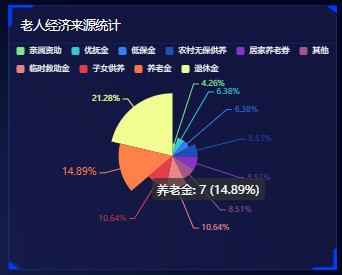 老人经济来源统计
亲属资助 优抚金 低保金 农村无保供养 居家养老券 其他
临时救助金 子女供养 养老金 退休金
4.26%
21.28%
6.38%
6.38%
8.51%
14.89%
8.51%
养老金: 7 (14.89%)
8.51%
10.64%
10.64%